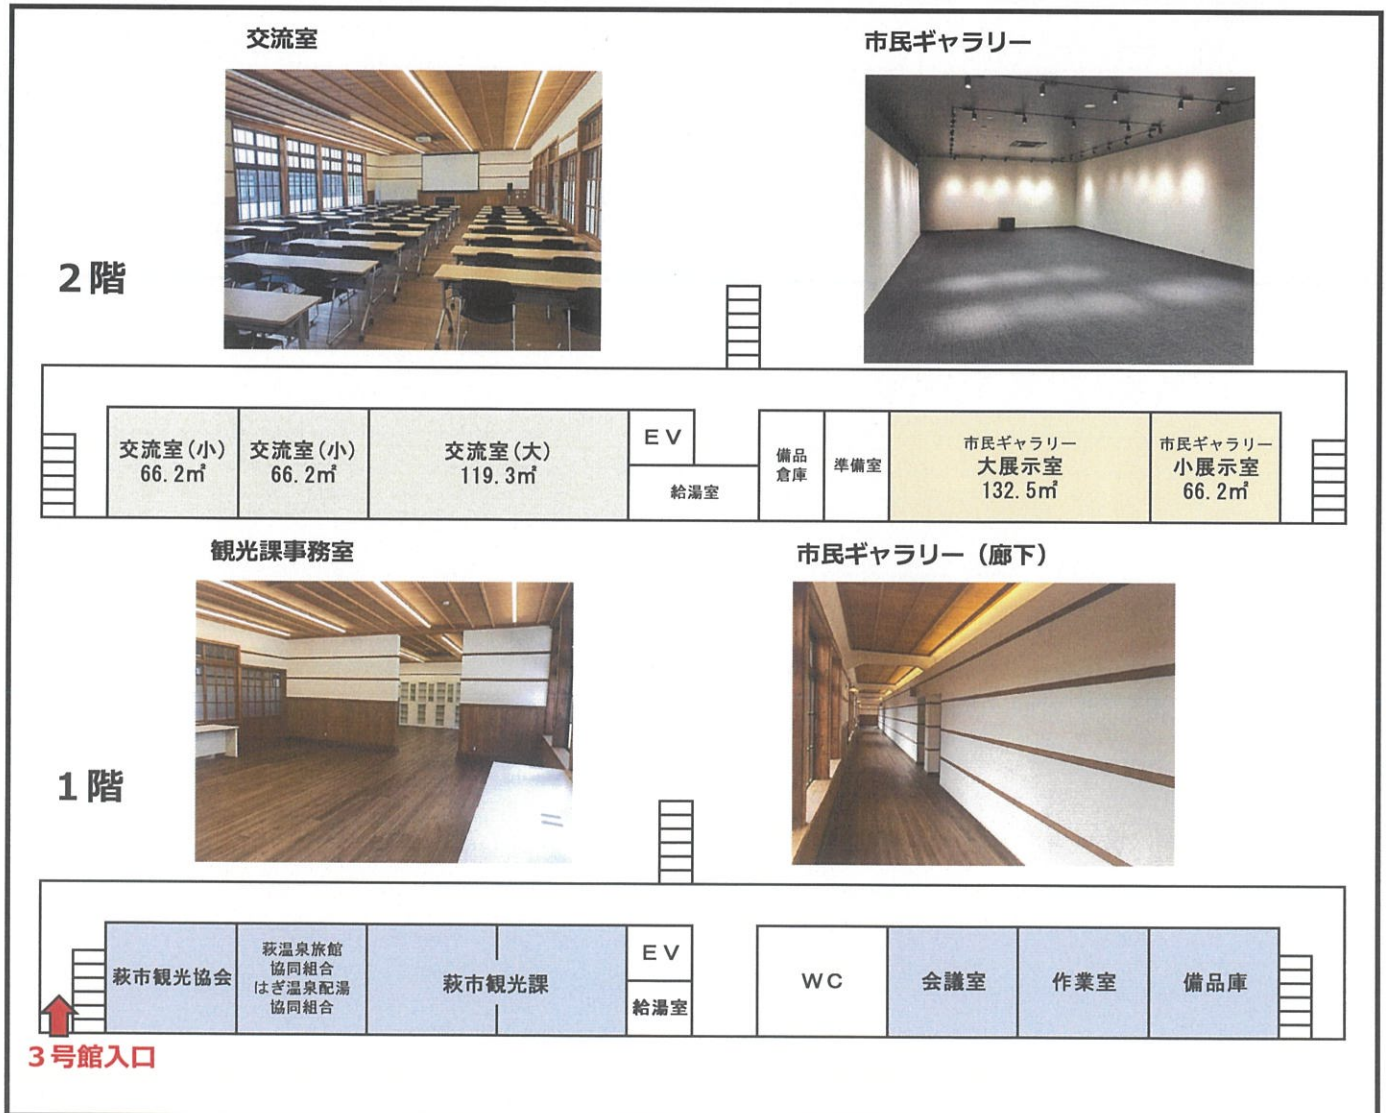 交流室
市民ギャラリー
2階
交流室(小)
66.2㎡
交流室(小)
66.2㎡
交流室(大)
119.3㎡
EV
給湯室
備品
倉庫
準備室
市民ギャラリー
大展示室
132.5㎡
市民ギャラリー
小展示室
66.2㎡
観光課事務室
市民ギャラリー（廊下）
1階
萩市観光協会
萩温泉旅館
協同組合
はぎ温泉配湯
協同組合
萩市観光課
EV
給湯室
WC
会議室
作業室
備品庫
3号館入口